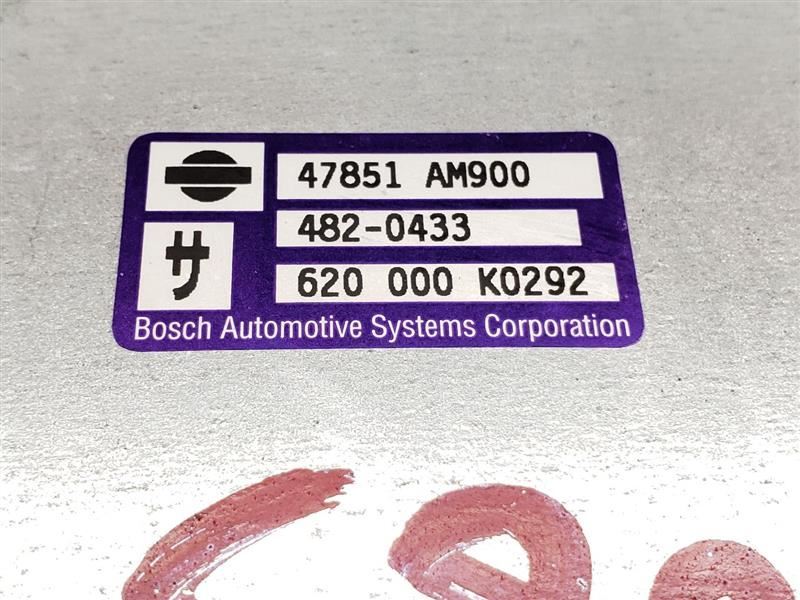 47851 AM900
482-0433
サ
620 000 K0292
Bosch Automotive Systems Corporation